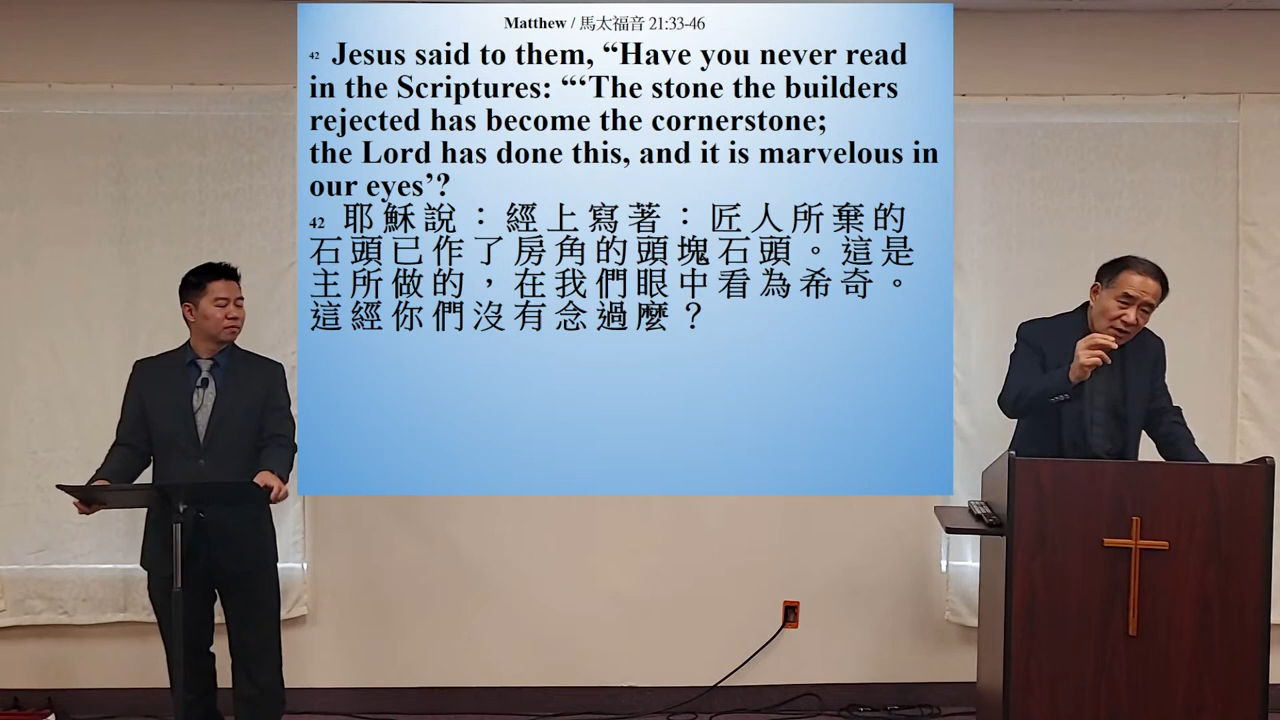 Matthew / 馬太福音 21:33-46
42 Jesus said to them, “Have you never read
in the Scriptures: “‘The stone the builders
rejected has become the cornerstone;
the Lord has done this, and it is marvelous in
our eyes’?
42 耶穌說：經上寫著：匠人所棄的
石頭已作了房角的頭塊石頭。這是
主所做的，在我們眼中看為希奇。
這經你們沒有念過麼？